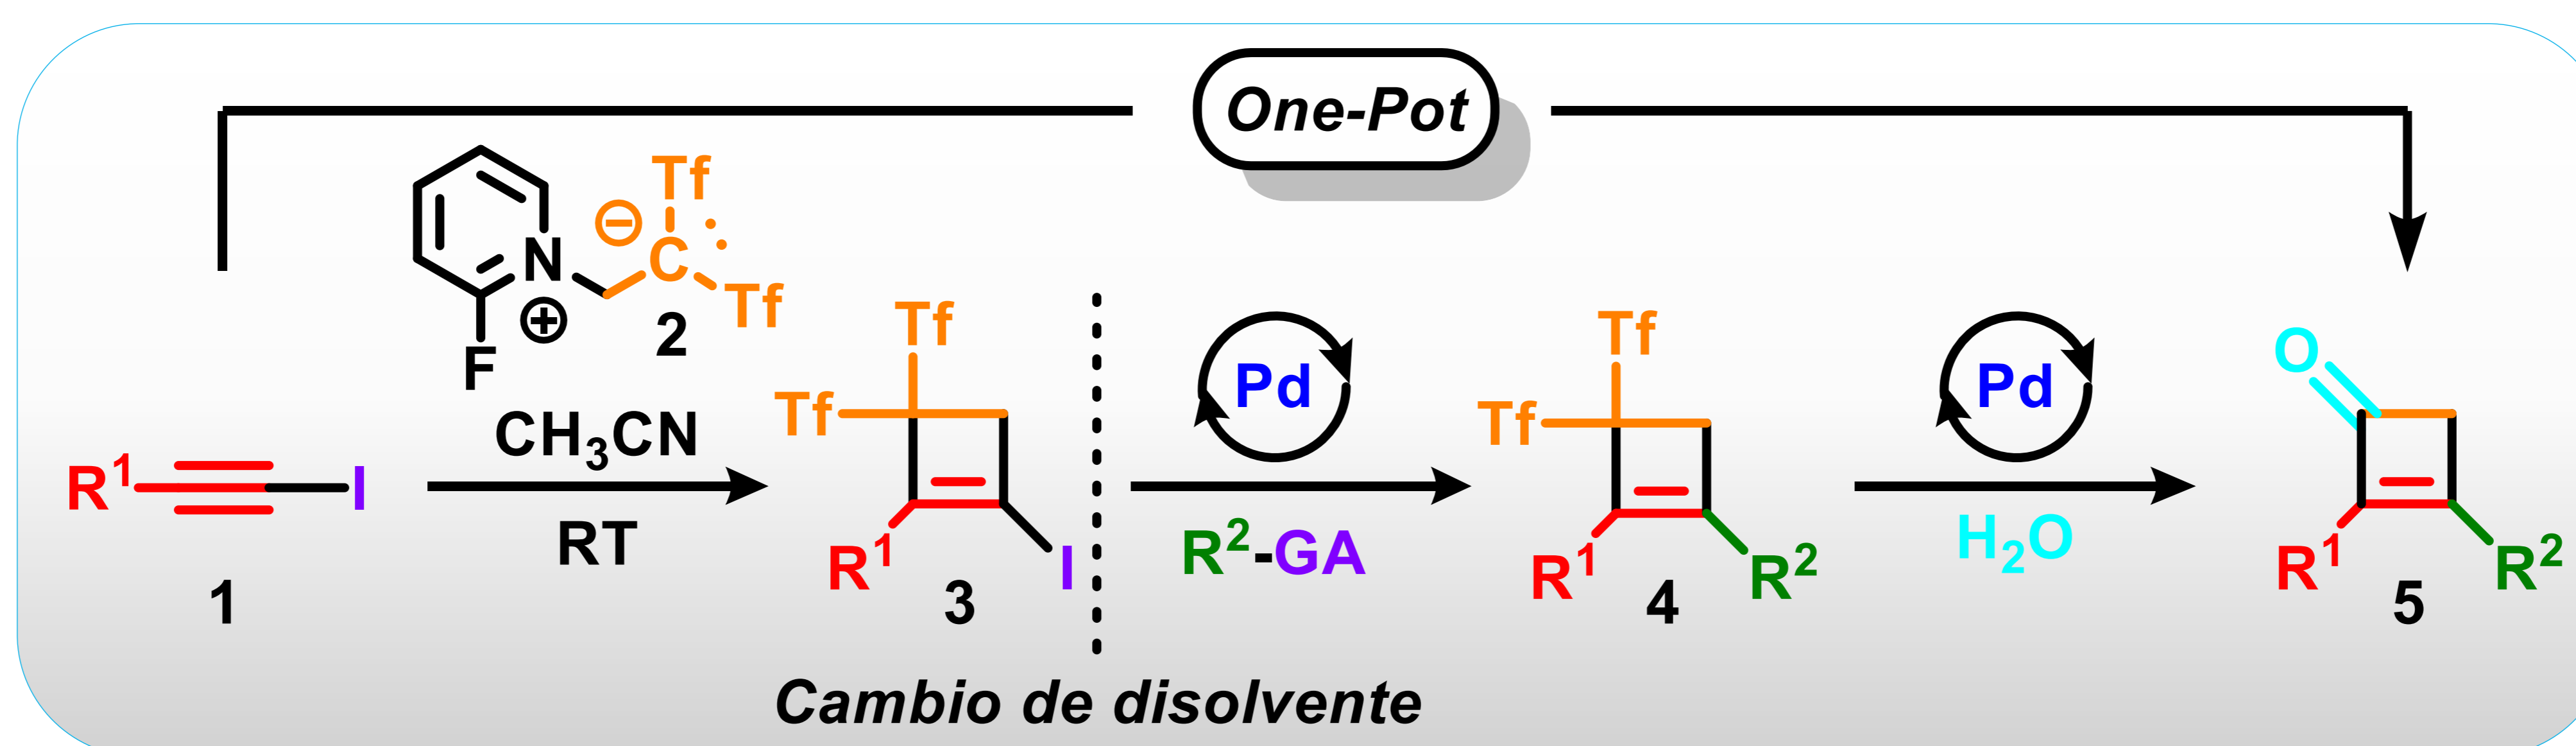 One-Pot
Tf
⊖
N
C
Tf
⊕
F
2
CH₃CN
RT
R¹
I
1
Tf
Tf
R¹
I
3
Pd
R²-GA
Tf
Tf
R¹
R²
4
Pd
H₂O
O
R¹
R²
5
Cambio de disolvente